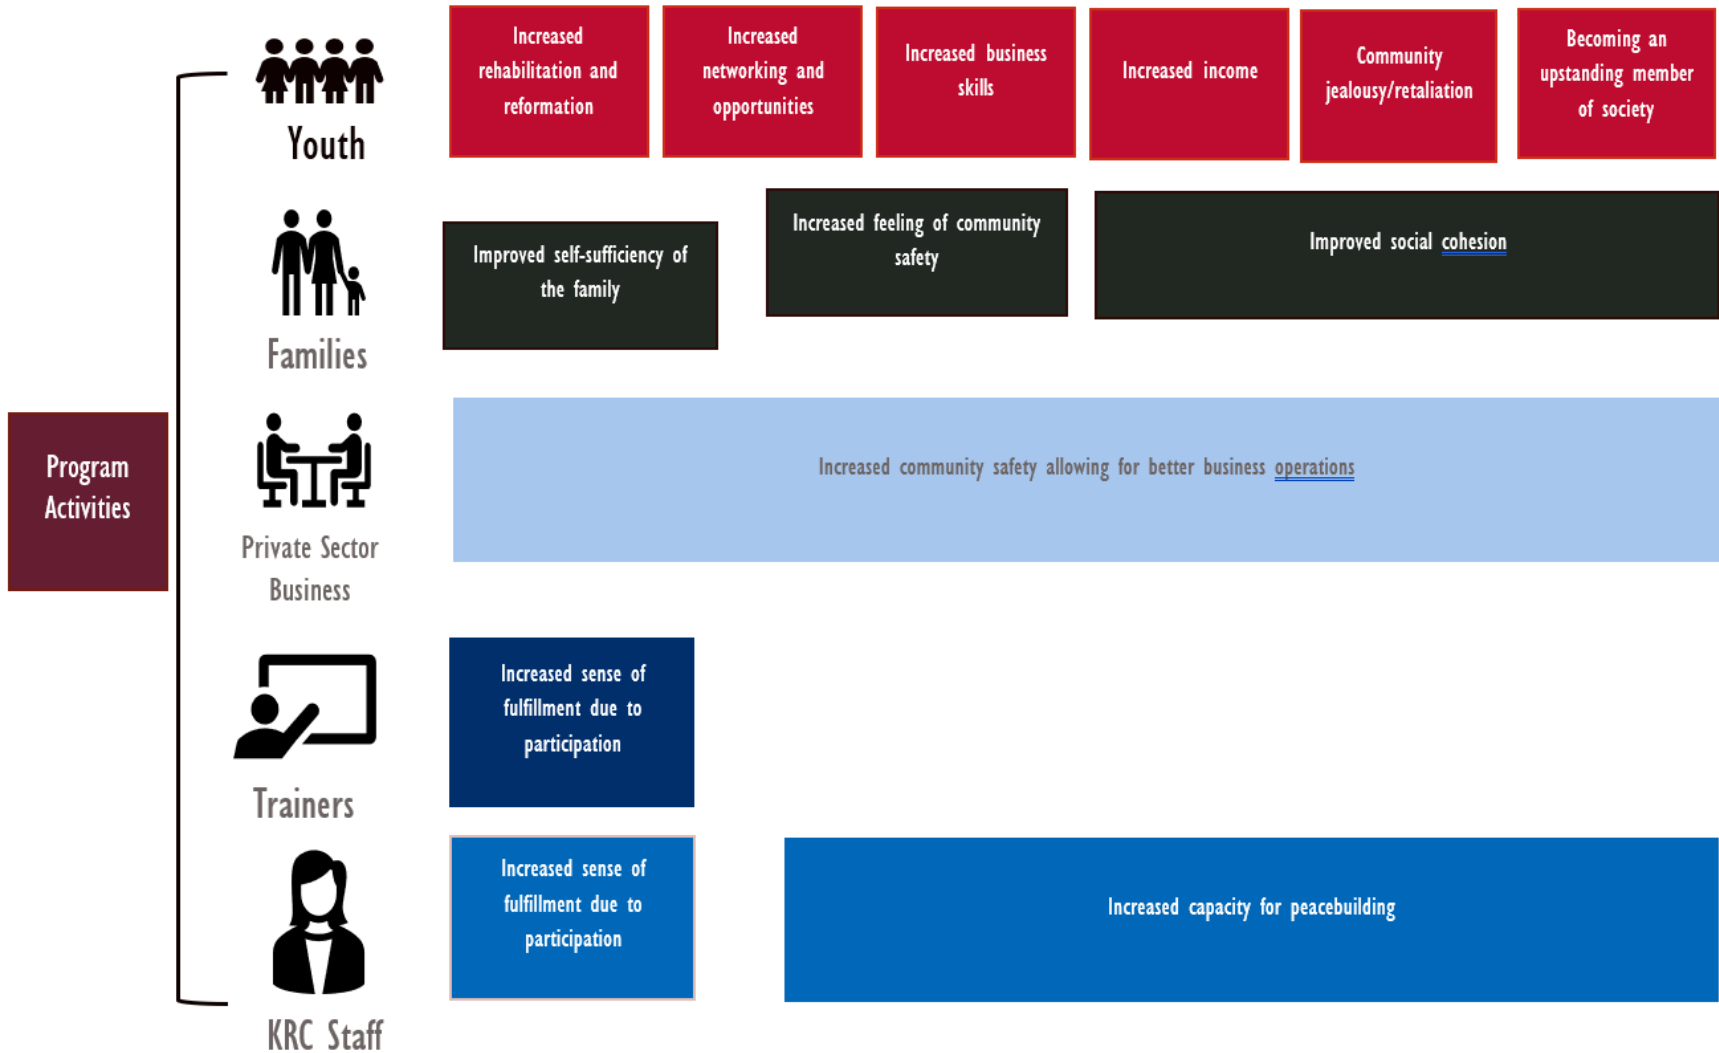 Program
Activities
Youth
Increased
rehabilitation and
reformation
Increased
networking and
opportunities
Increased business
skills
Increased income
Community
jealousy/retaliation
Becoming an
upstanding member
of society
Families
Improved self-sufficiency of
the family
Increased feeling of community
safety
Improved social cohesion
Private Sector
Business
Increased community safety allowing for better business operations
Trainers
Increased sense of
fulfillment due to
participation
KRC Staff
Increased sense of
fulfillment due to
participation
Increased capacity for peacebuilding